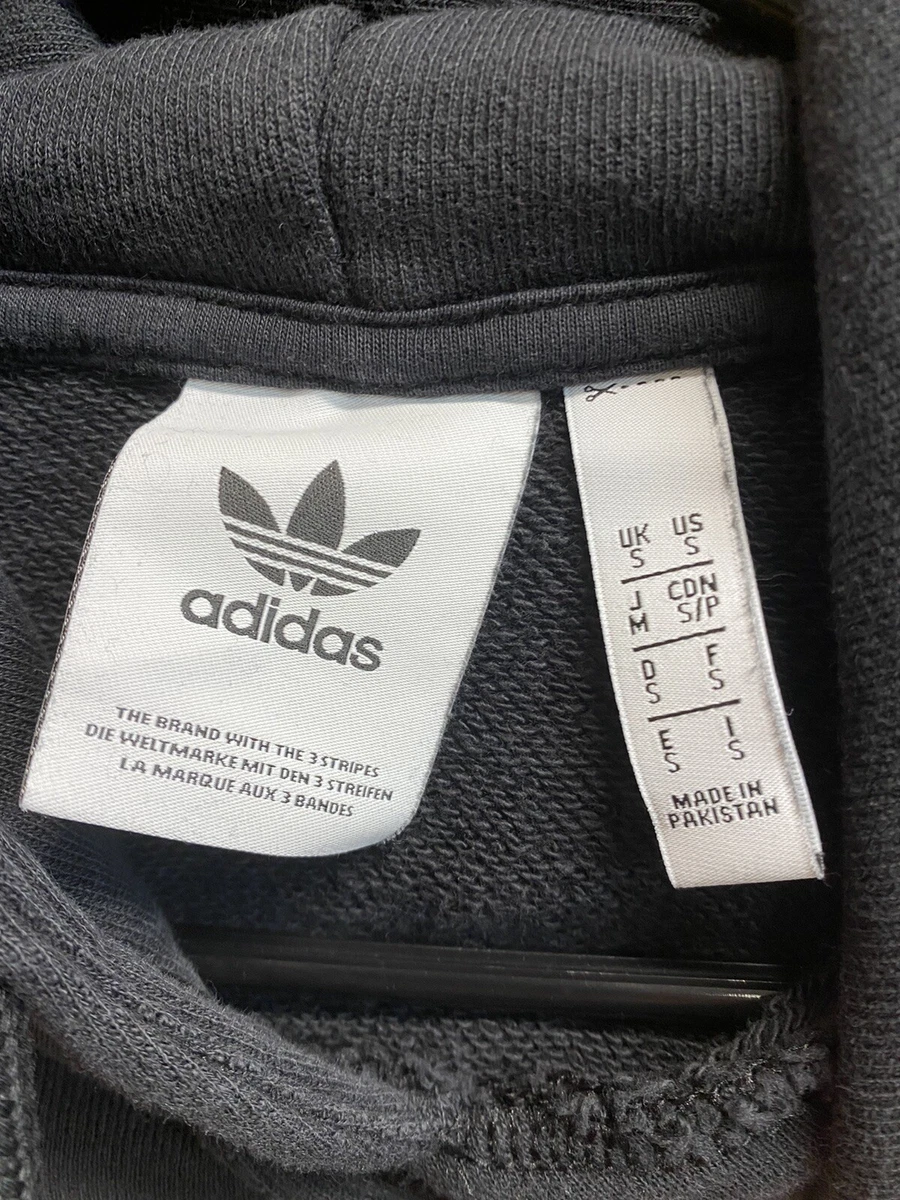 adidas
THE BRAND WITH THE 3 STRIPES
DIE WELTMARKE MIT DEN 3 STREIFEN
LA MARQUE AUX 3 BANDES
UK US
S S
J CDN
M S/P
D F
S S
E I
S S
MADE IN
PAKISTAN